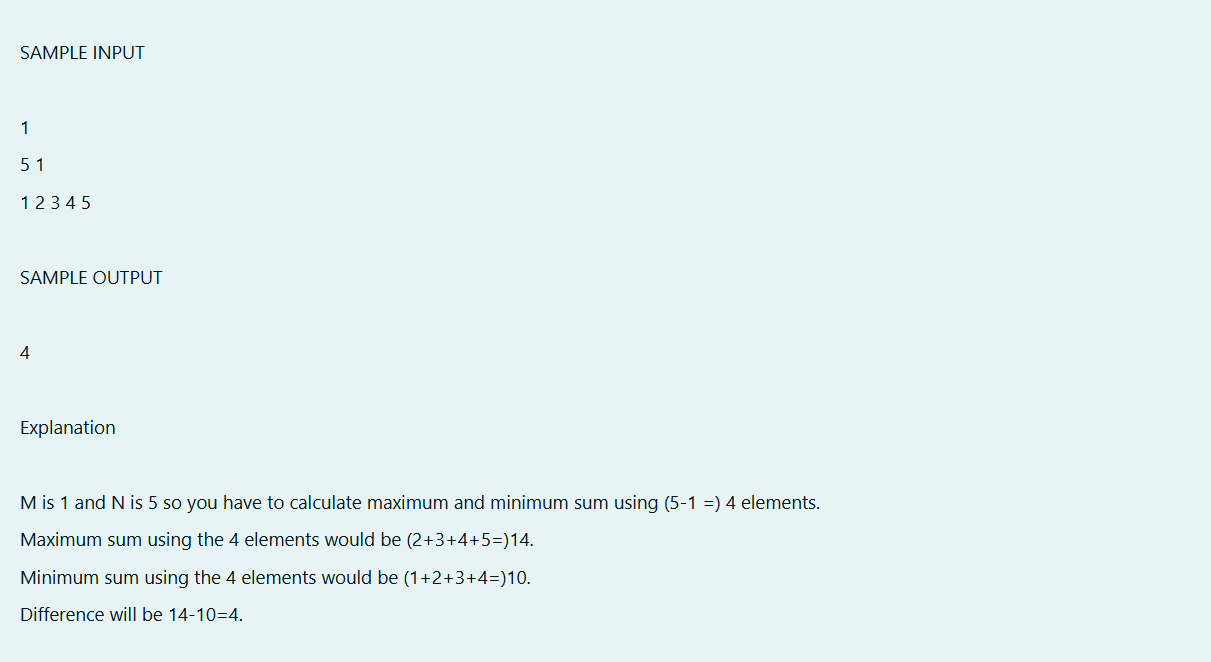 SAMPLE INPUT
1
5 1
1 2 3 4 5
SAMPLE OUTPUT
4
Explanation
M is 1 and N is 5 so you have to calculate maximum and minimum sum using (5-1 =) 4 elements.
Maximum sum using the 4 elements would be (2+3+4+5=)14.
Minimum sum using the 4 elements would be (1+2+3+4=)10.
Difference will be 14-10=4.